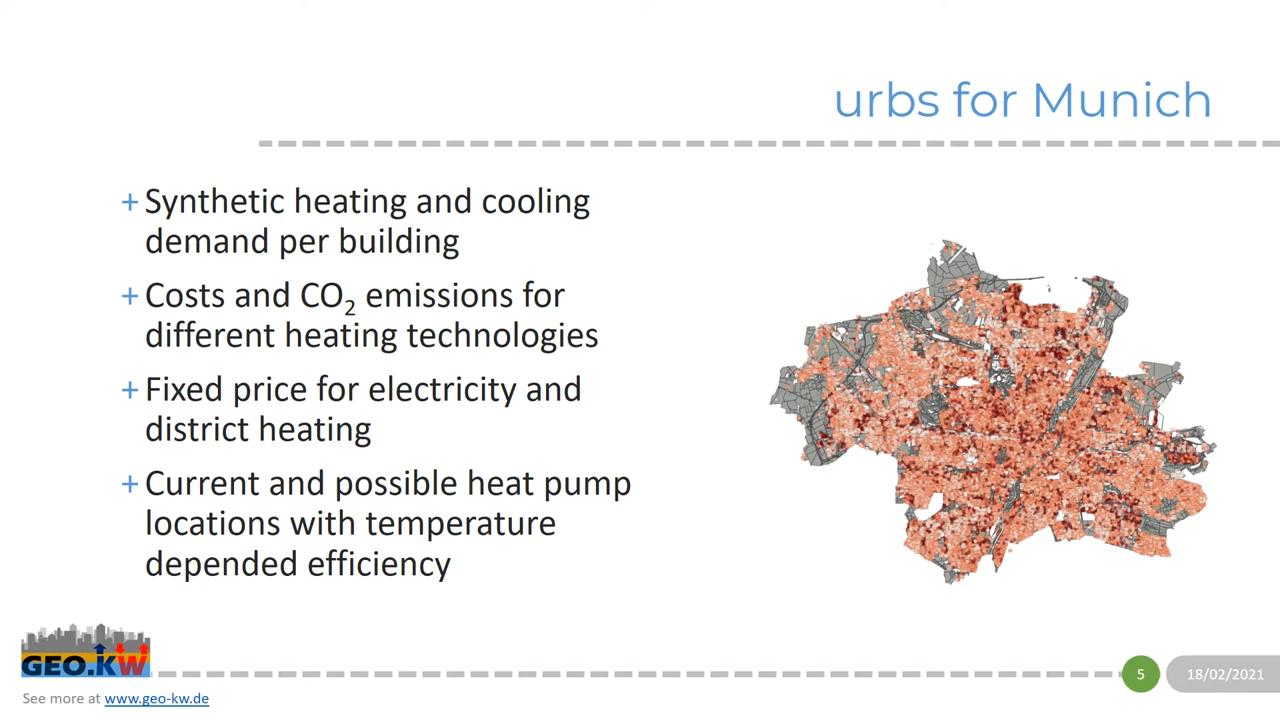 urbs for Munich
+ Synthetic heating and cooling
demand per building
+ Costs and CO₂ emissions for
different heating technologies
+ Fixed price for electricity and
district heating
+ Current and possible heat pump
locations with temperature
depended efficiency
GEO.KW
See more at www.geo-kw.de
5
18/02/2021